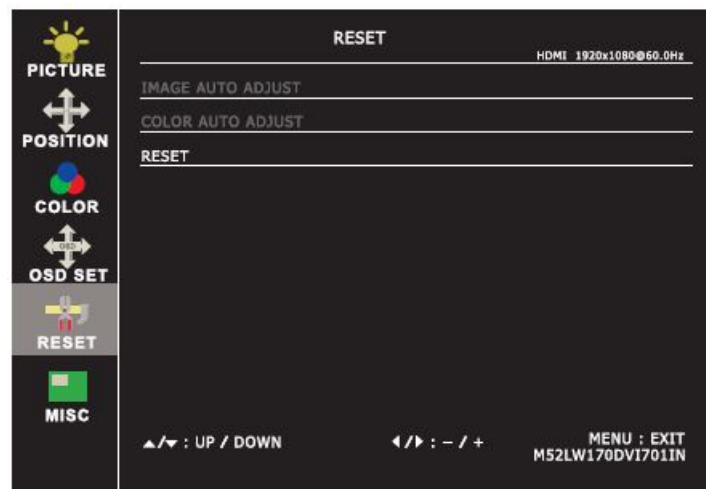 PICTURE
POSITION
COLOR
OSD
OSD SET
RESET
MISC
RESET
HDMI 1920x1080@60.0Hz
IMAGE AUTO ADJUST
COLOR AUTO ADJUST
RESET
▲/▼ : UP / DOWN
◀/▶ : – / +
MENU : EXIT
M52LW170DVI701IN